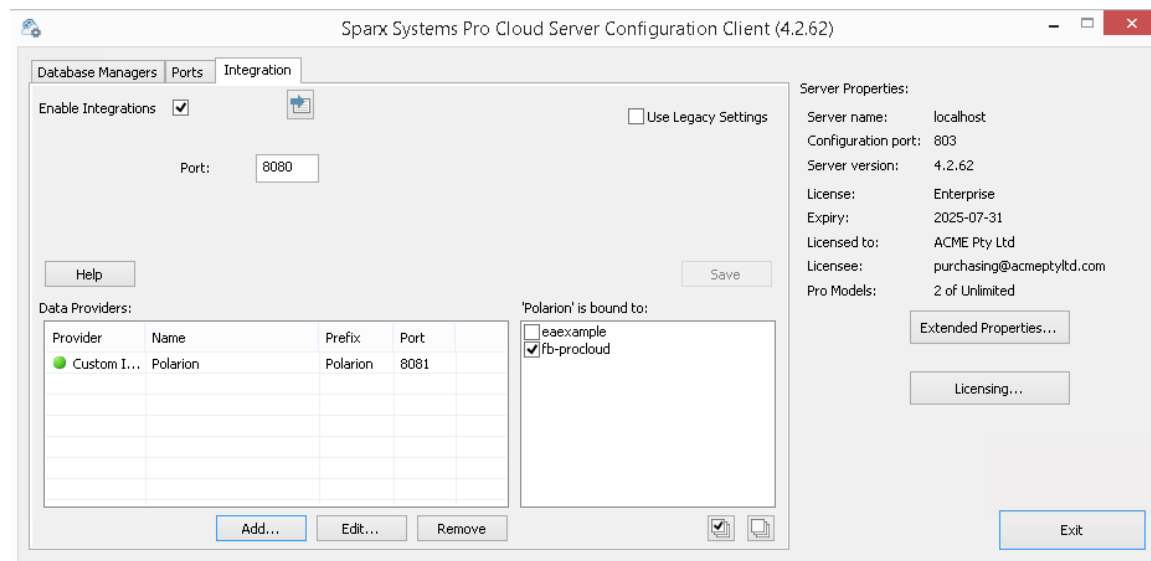 Sparx Systems Pro Cloud Server Configuration Client (4.2.62)
Database Managers Ports Integration
Enable Integrations
Use Legacy Settings
Port: 8080
Help
Save
Data Providers:
Provider Name Prefix Port
Custom I... Polarion Polarion 8081
Add... Edit... Remove
'Polarion' is bound to:
eaexample
fb-procloud
Server Properties:
Server name: localhost
Configuration port: 803
Server version: 4.2.62
License: Enterprise
Expiry: 2025-07-31
Licensed to: ACME Pty Ltd
Licensee: purchasing@acmeptyltd.com
Pro Models: 2 of Unlimited
Extended Properties...
Licensing...
Exit